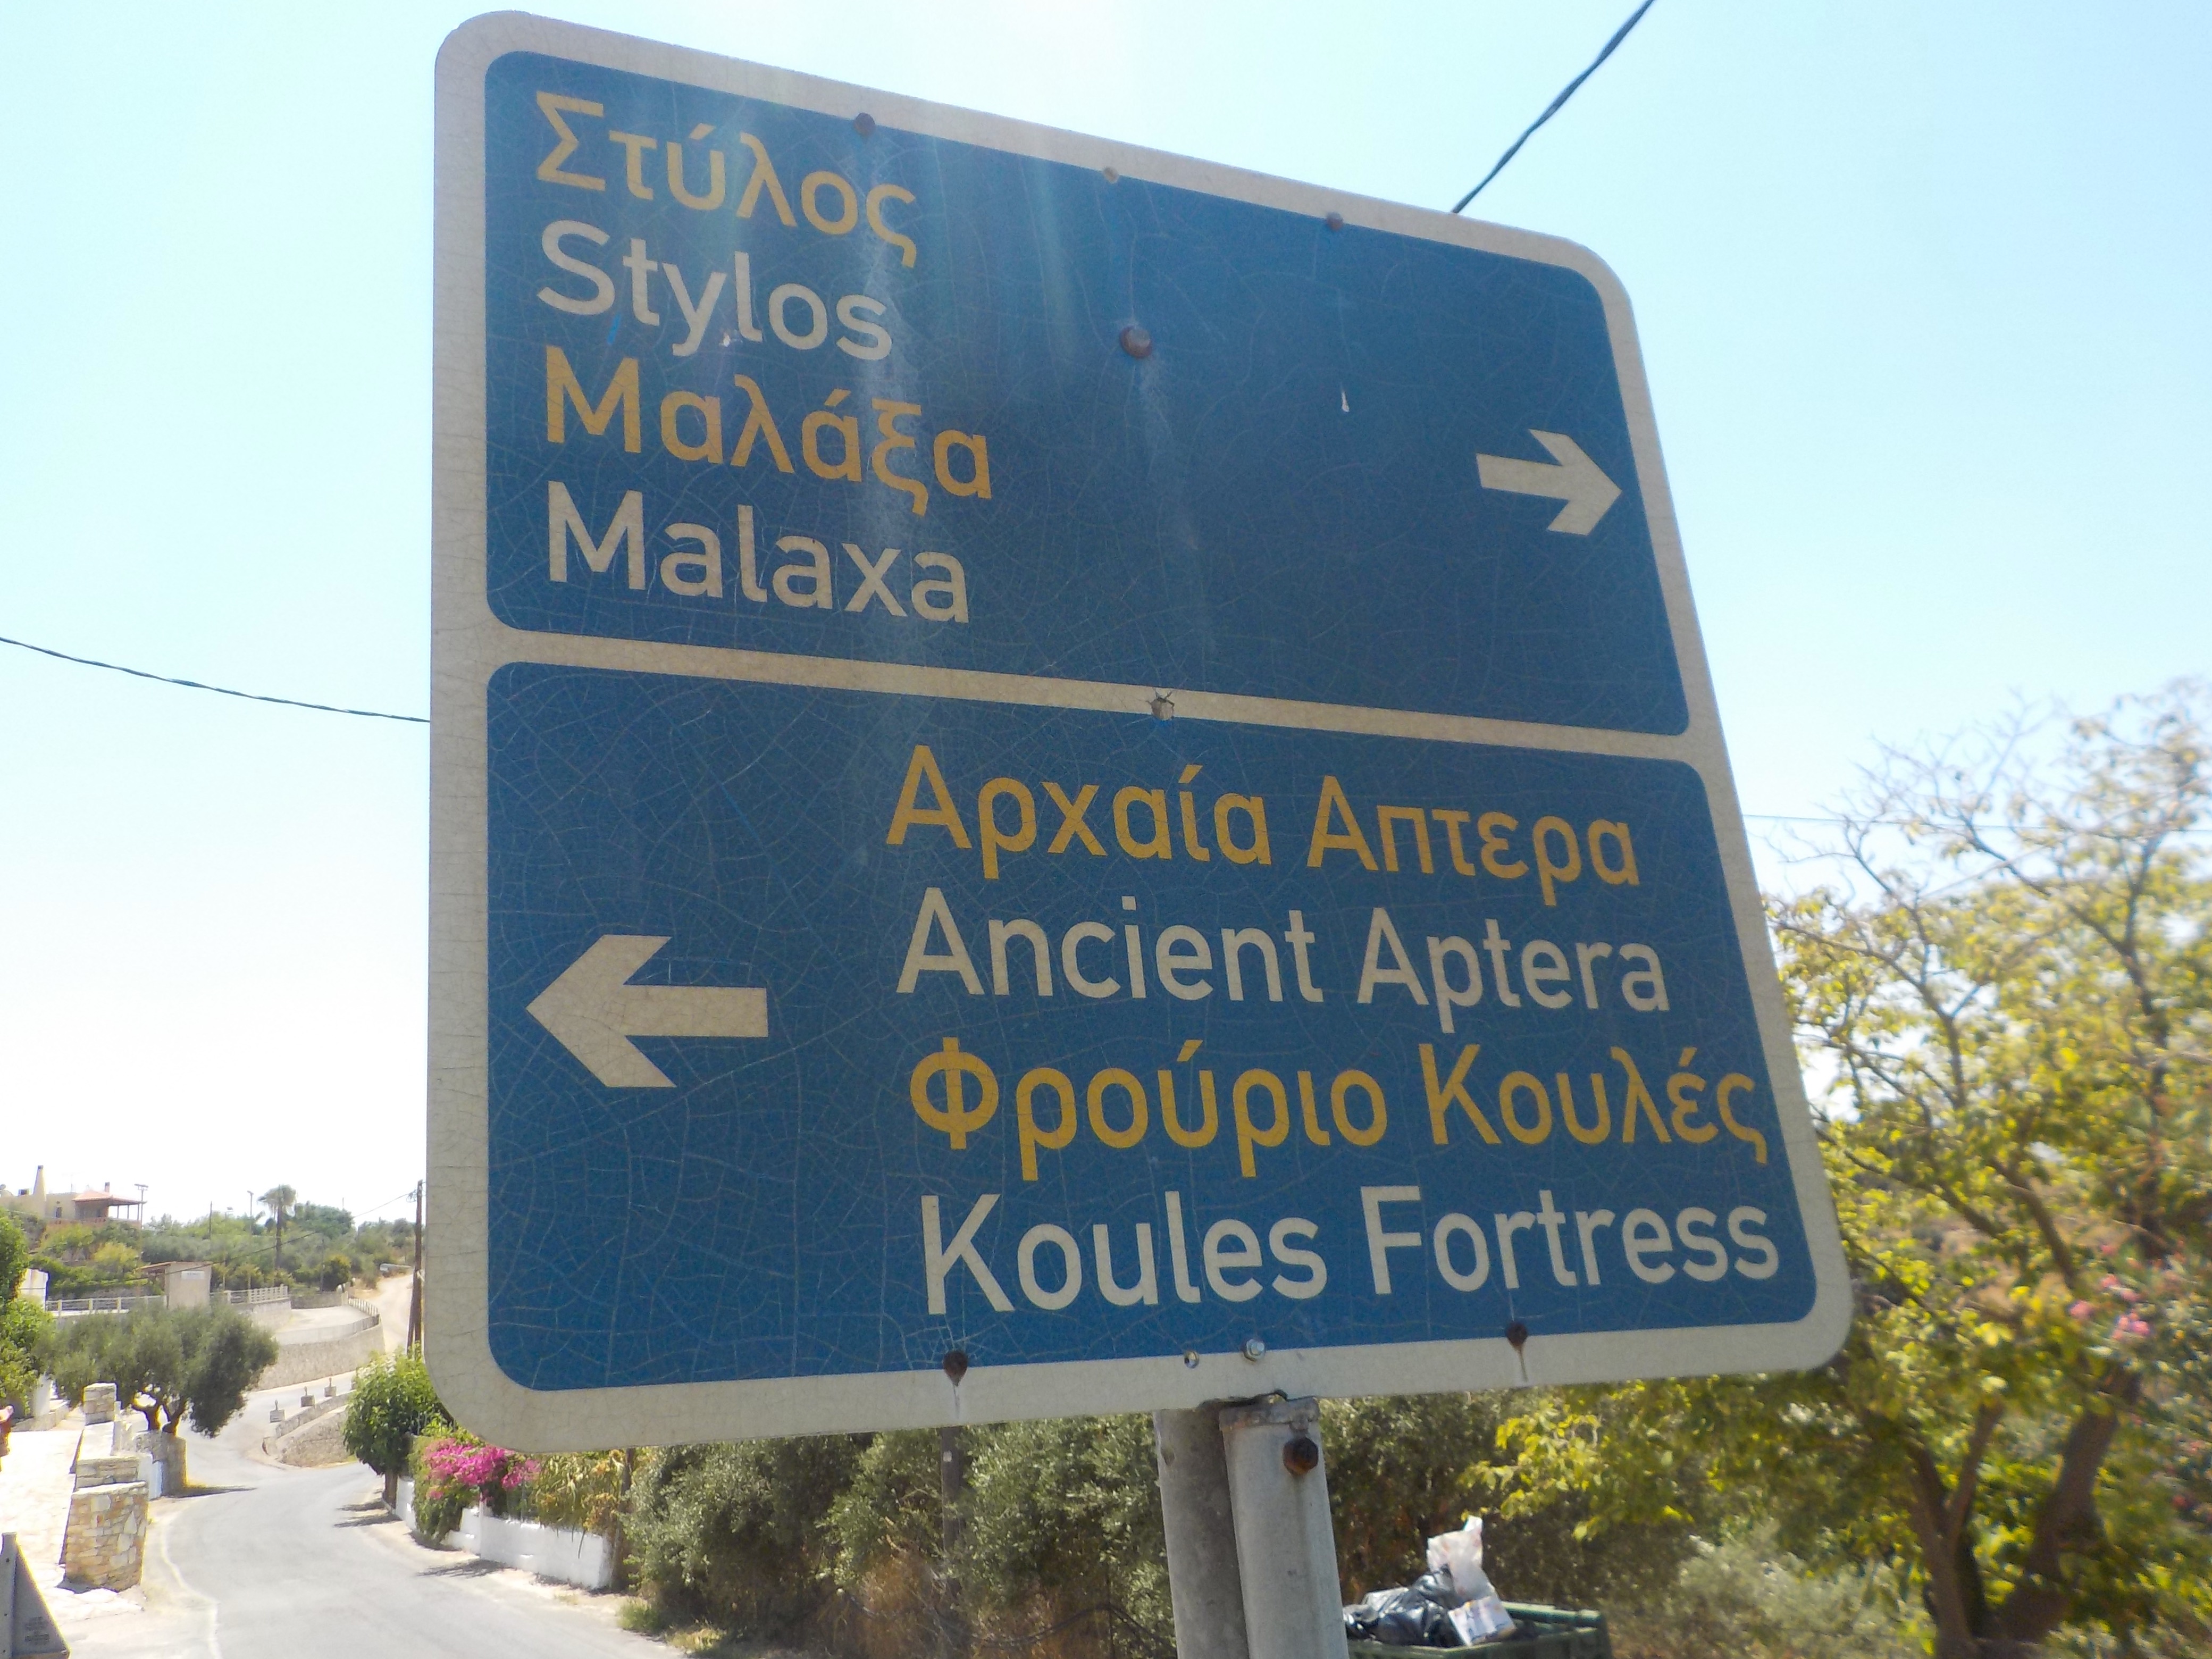 Στύλος
Stylos
Μαλάξα
Malaxa
Αρχαία Απτερα
Ancient Aptera
Φρούριο Κουλές
Koules Fortress